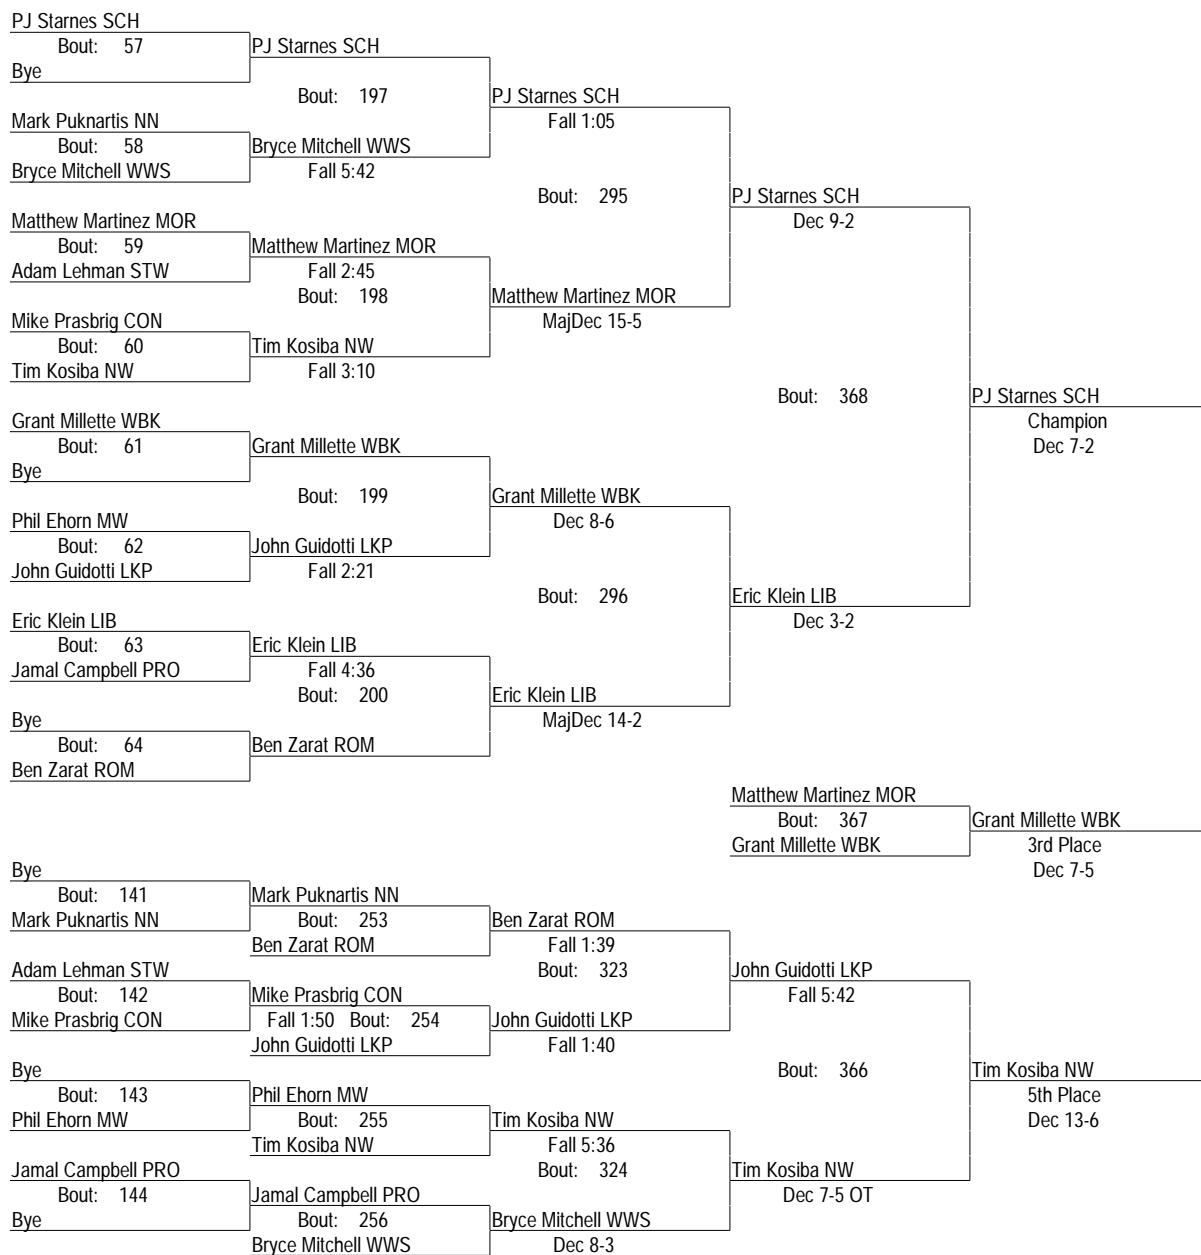 PJ Starnes SCH
Bout: 57
PJ Starnes SCH
Bye
Bout: 197
PJ Starnes SCH
Mark Puknartis NN
Fall 1:05
Bout: 58
Bryce Mitchell WWS
Bryce Mitchell WWS
Fall 5:42
Bout: 295
PJ Starnes SCH
Matthew Martinez MOR
Dec 9-2
Bout: 59
Matthew Martinez MOR
Adam Lehman STW
Fall 2:45
Bout: 198
Matthew Martinez MOR
Mike Prasbrig CON
MajDec 15-5
Bout: 60
Tim Kosiba NW
Tim Kosiba NW
Fall 3:10
Bout: 368
PJ Starnes SCH
Grant Millette WBK
Champion
Bout: 61
Grant Millette WBK
Dec 7-2
Bye
Bout: 199
Grant Millette WBK
Phil Ehorn MW
Dec 8-6
Bout: 62
John Guidotti LKP
John Guidotti LKP
Fall 2:21
Bout: 296
Eric Klein LIB
Eric Klein LIB
Dec 3-2
Bout: 63
Eric Klein LIB
Jamal Campbell PRO
Fall 4:36
Bout: 200
Eric Klein LIB
Bye
MajDec 14-2
Bout: 64
Ben Zarat ROM
Ben Zarat ROM
Matthew Martinez MOR
Bout: 367
Grant Millette WBK
Grant Millette WBK
3rd Place
Dec 7-5
Bye
Bout: 141
Mark Puknartis NN
Mark Puknartis NN
Bout: 253
Ben Zarat ROM
Ben Zarat ROM
Fall 1:39
Adam Lehman STW
Bout: 323
John Guidotti LKP
Bout: 142
Mike Prasbrig CON
Fall 5:42
Mike Prasbrig CON
Fall 1:50 Bout: 254
John Guidotti LKP
John Guidotti LKP
Fall 1:40
Bye
Bout: 366
Tim Kosiba NW
Bout: 143
Phil Ehorn MW
5th Place
Phil Ehorn MW
Bout: 255
Tim Kosiba NW
Dec 13-6
Tim Kosiba NW
Fall 5:36
Jamal Campbell PRO
Bout: 324
Tim Kosiba NW
Bout: 144
Jamal Campbell PRO
Dec 7-5 OT
Bye
Bout: 256
Bryce Mitchell WWS
Bryce Mitchell WWS
Dec 8-3